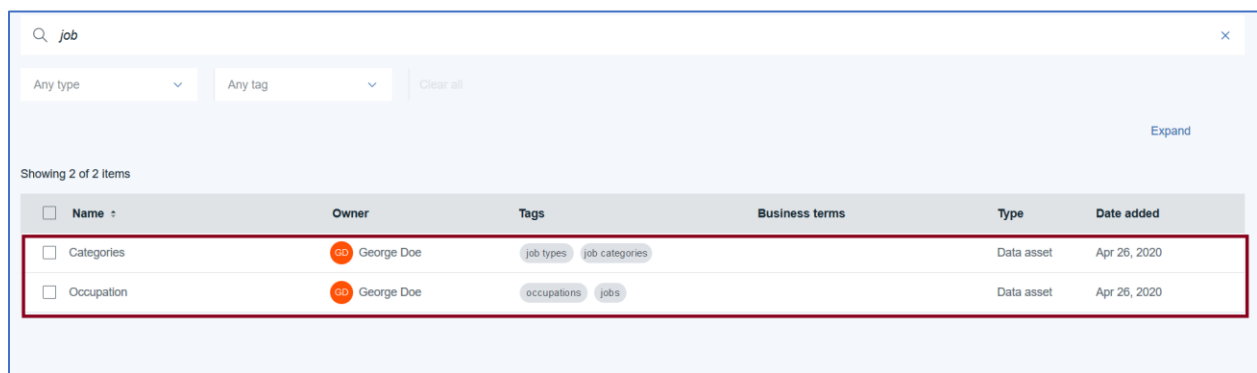 job
Any type Any tag Clear all
Expand
Showing 2 of 2 items
Name Owner Tags Business terms Type Date added
Categories GD George Doe job types job categories Data asset Apr 26, 2020
Occupation GD George Doe occupations jobs Data asset Apr 26, 2020